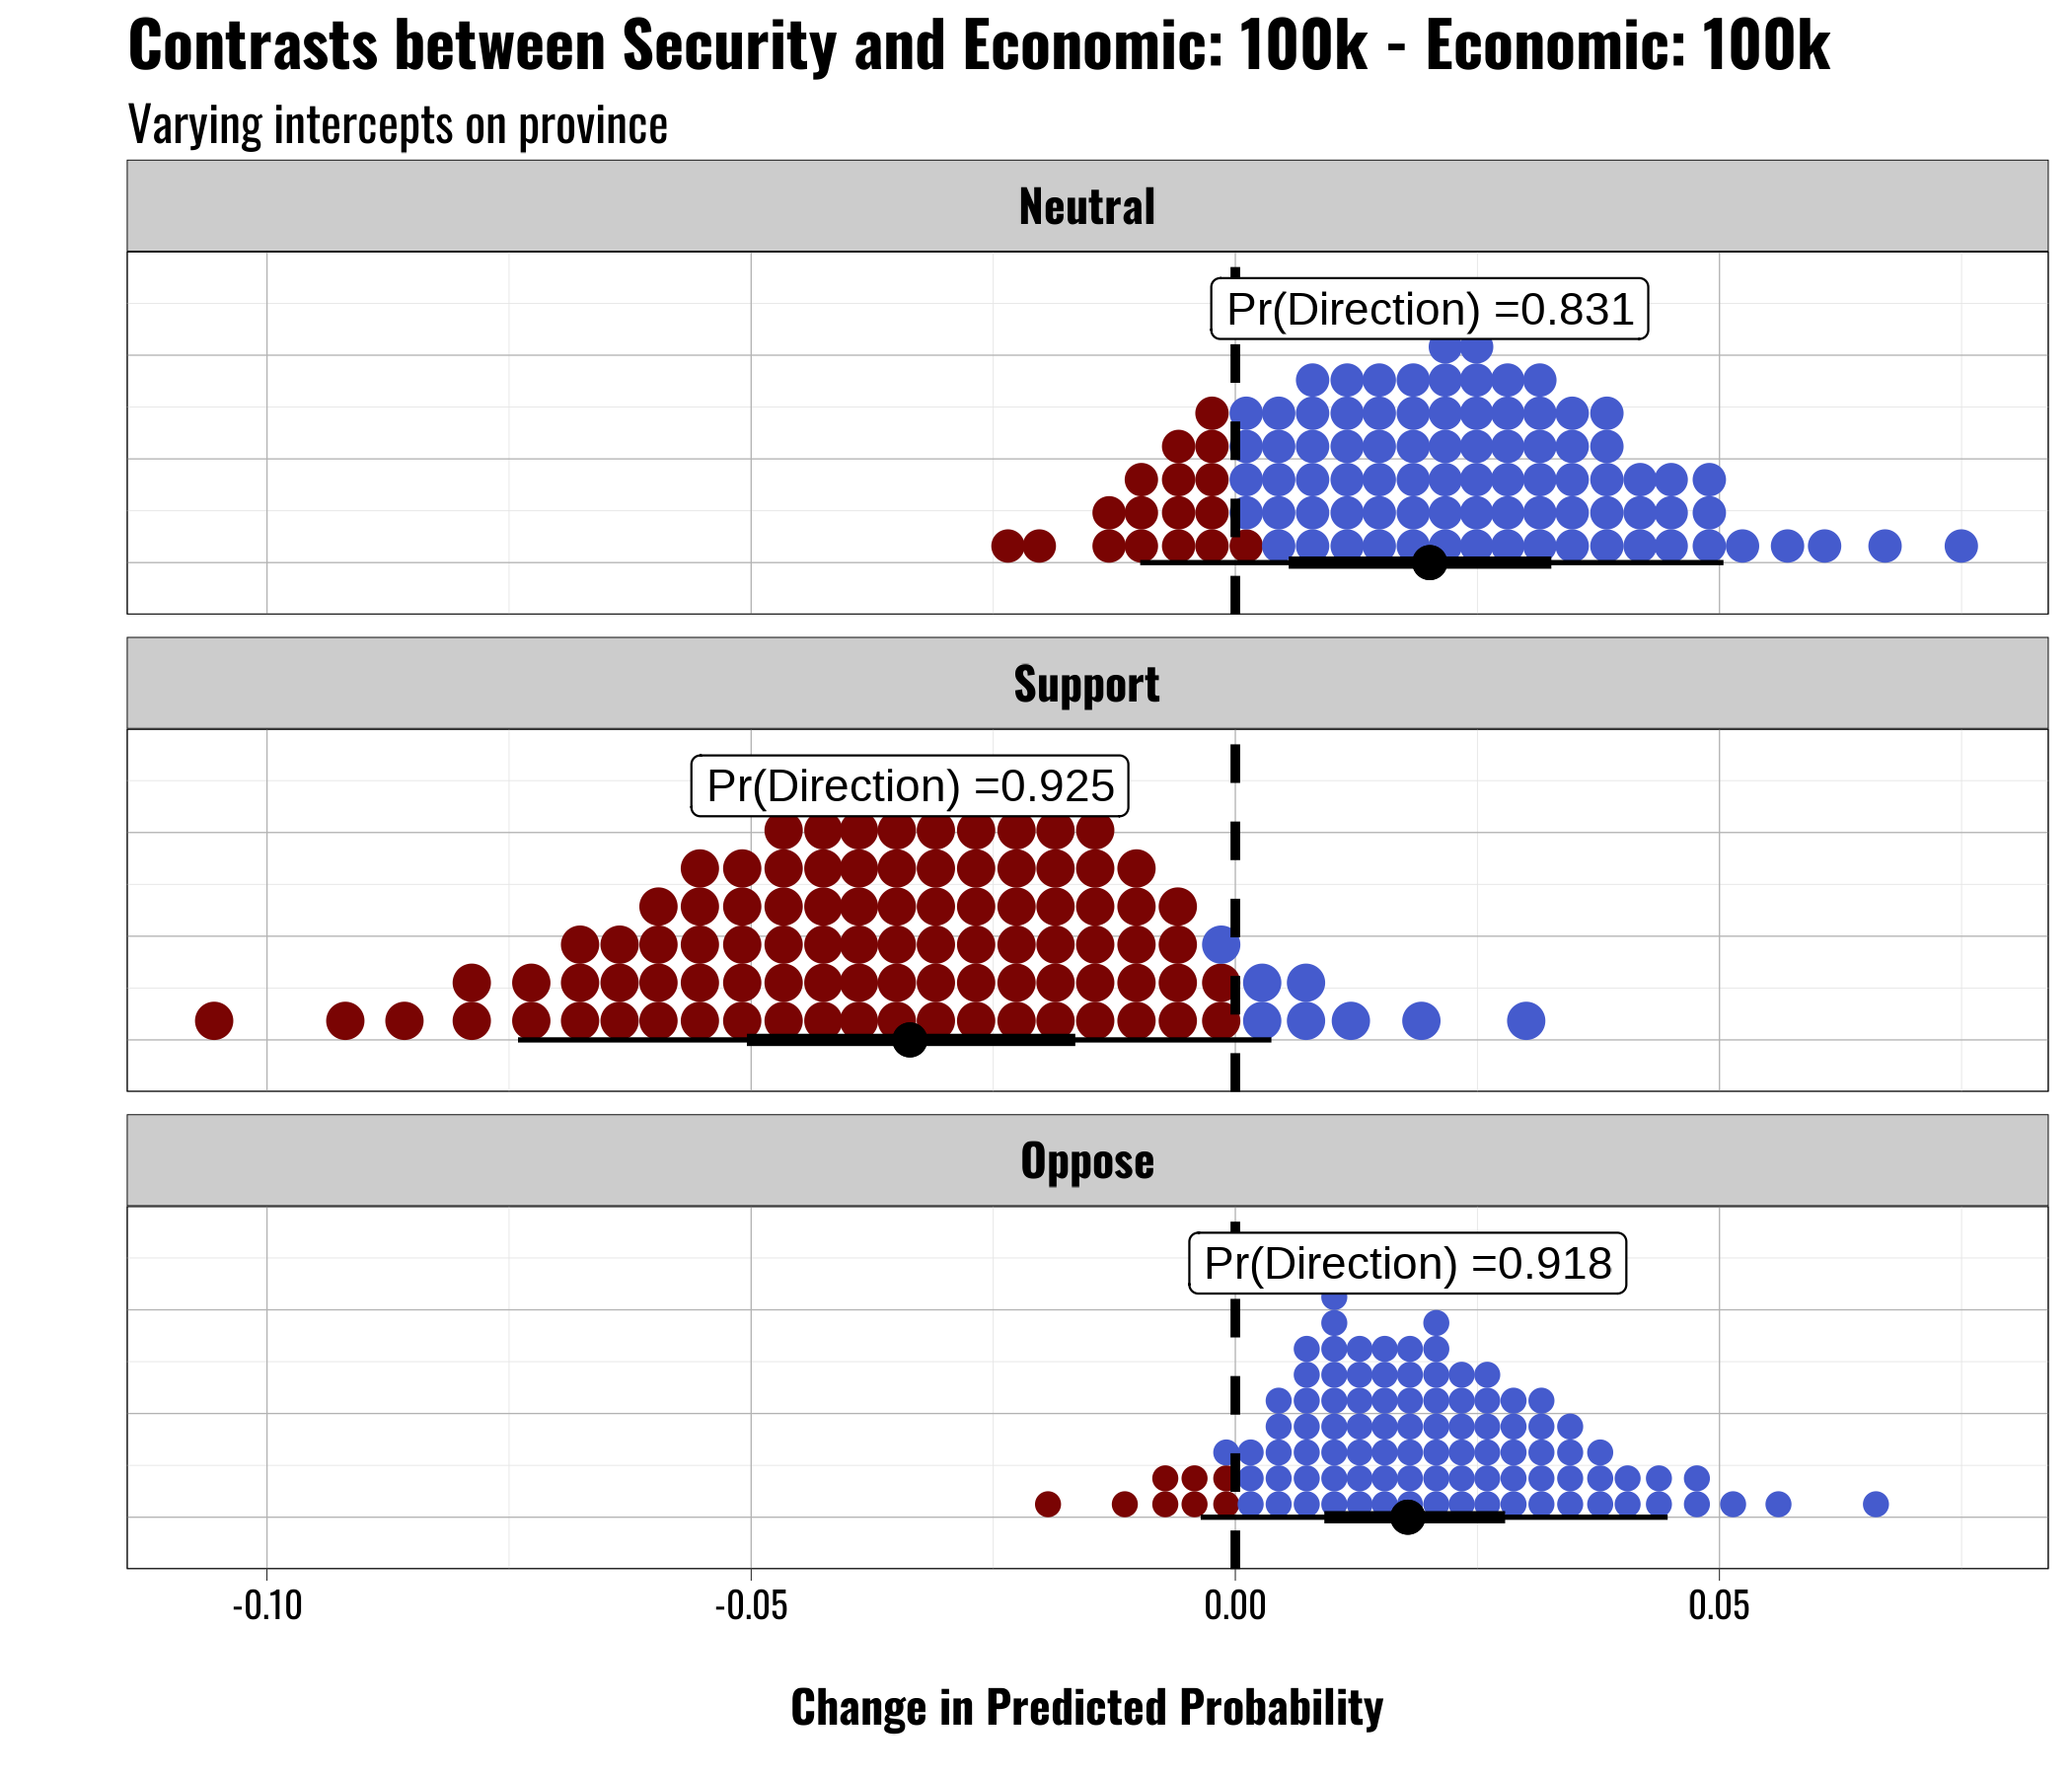 Contrasts between Security and Economic: 100k - Economic: 100k
Varying intercepts on province
Neutral
Pr(Direction) =0.831
Support
Pr(Direction) =0.925
Oppose
Pr(Direction) =0.918
-0.10 -0.05 0.00 0.05
Change in Predicted Probability